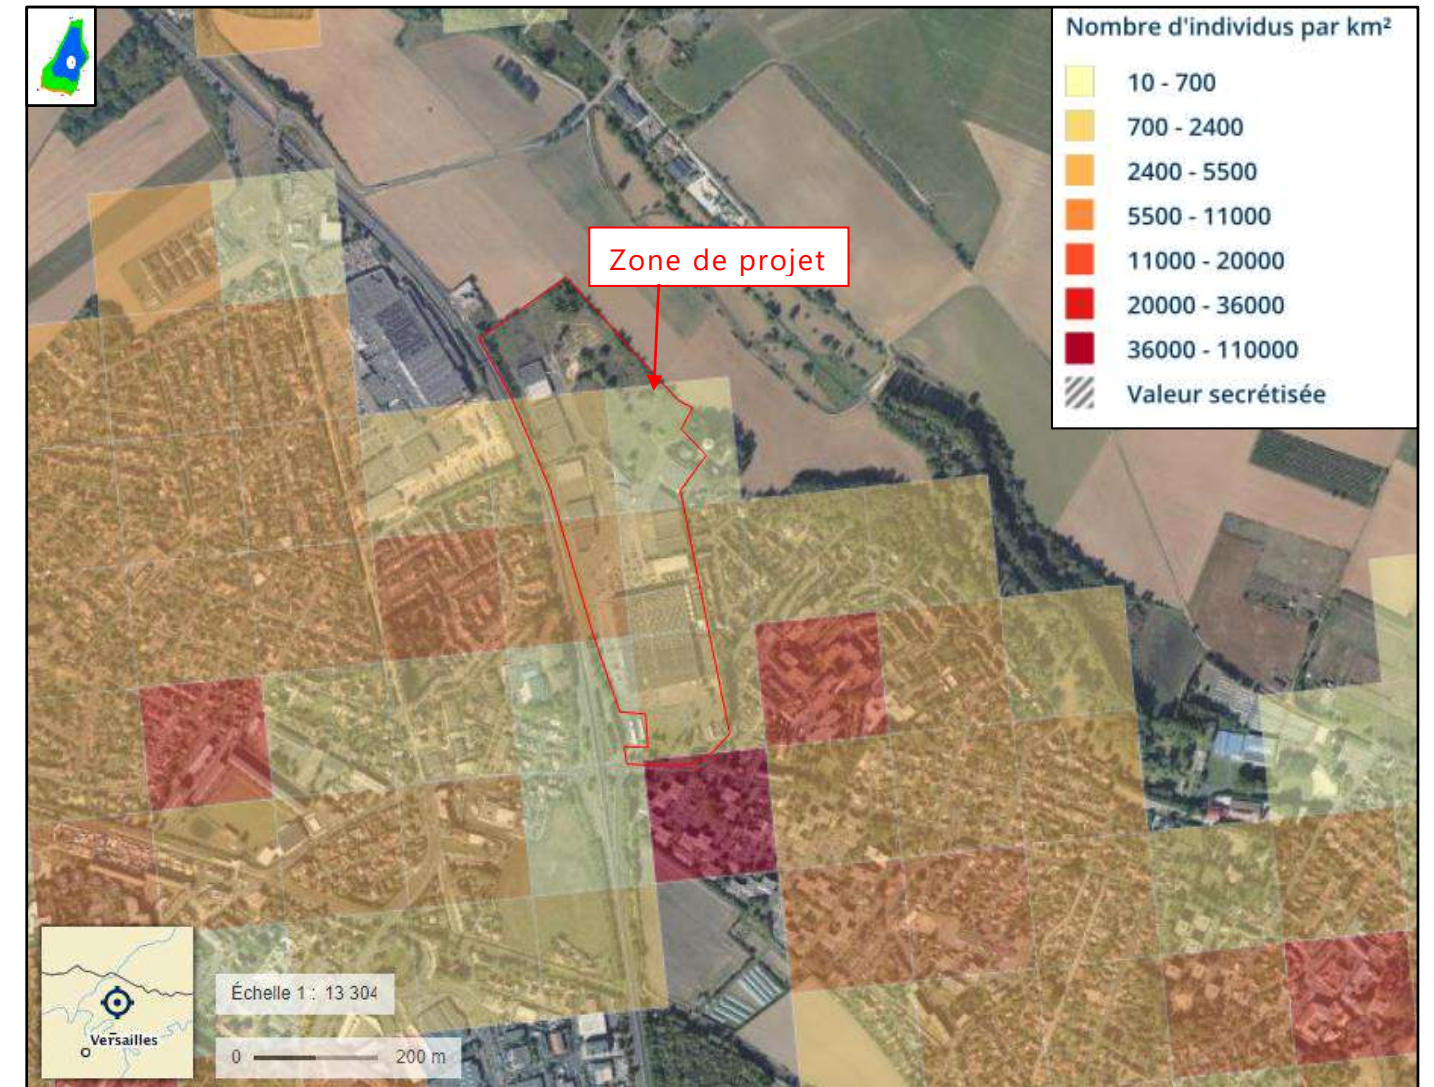 Nombre d'individus par km²
10 - 700
700 - 2400
2400 - 5500
5500 - 11000
11000 - 20000
20000 - 36000
36000 - 110000
Valeur secrétisée
Zone de projet
Échelle 1 : 13 304
Versailles
0 200 m